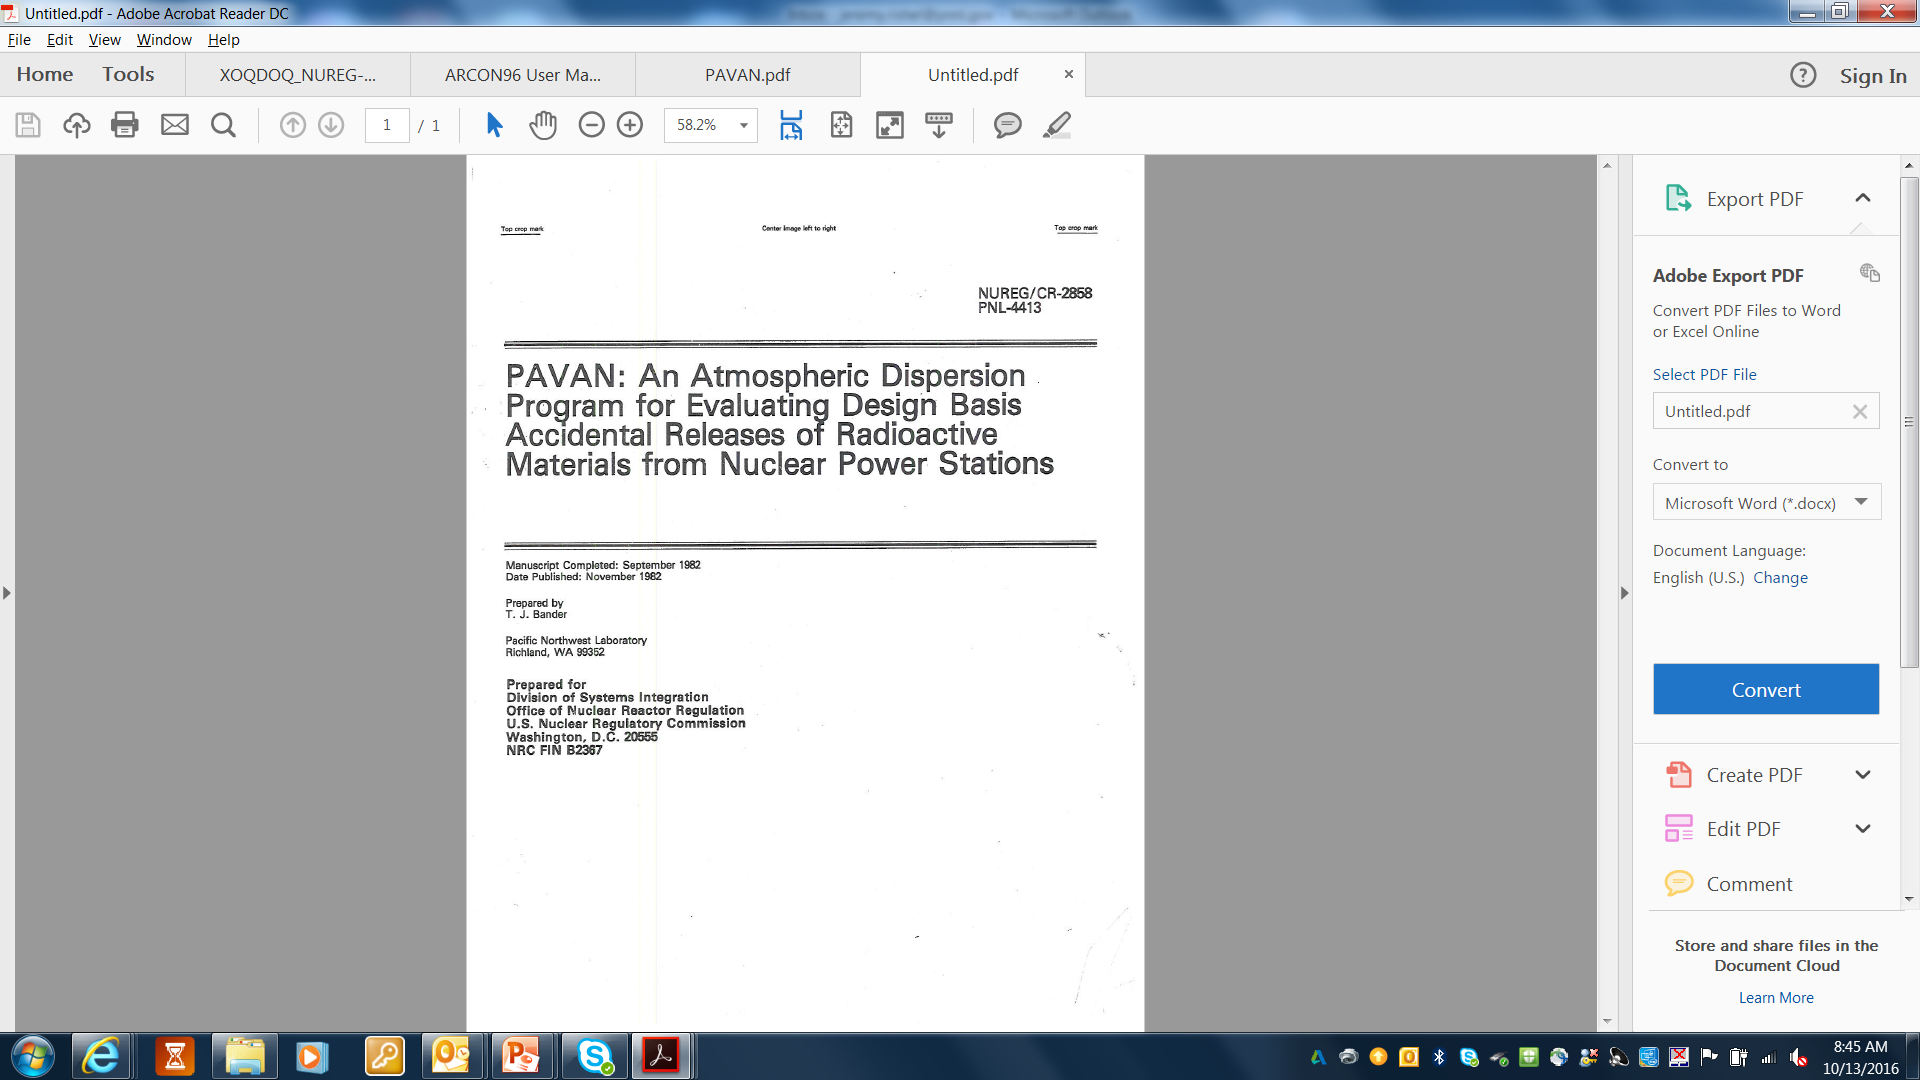 Untitled.pdf - Adobe Acrobat Reader DC
File Edit View Window Help
Home Tools XOQDOQ_NUREG-... ARCON96 User Ma... PAVAN.pdf Untitled.pdf × ? Sign In
1 / 1 58.2%
Top crop mark Center Image left to right Top crop mark
NUREG/CR-2858
PNL-4413
PAVAN: An Atmospheric Dispersion
Program for Evaluating Design Basis
Accidental Releases of Radioactive
Materials from Nuclear Power Stations
Manuscript Completed: September 1982
Date Published: November 1982
Prepared by
T. J. Bander
Pacific Northwest Laboratory
Richland, WA 99352
Prepared for
Division of Systems Integration
Office of Nuclear Reactor Regulation
U.S. Nuclear Regulatory Commission
Washington, D.C. 20555
NRC FIN B2367
Export PDF
Adobe Export PDF
Convert PDF Files to Word
or Excel Online
Select PDF File
Untitled.pdf
Convert to
Microsoft Word (*.docx)
Document Language:
English (U.S.) Change
Convert
Create PDF
Edit PDF
Comment
Store and share files in the
Document Cloud
Learn More
8:45 AM
10/13/2016